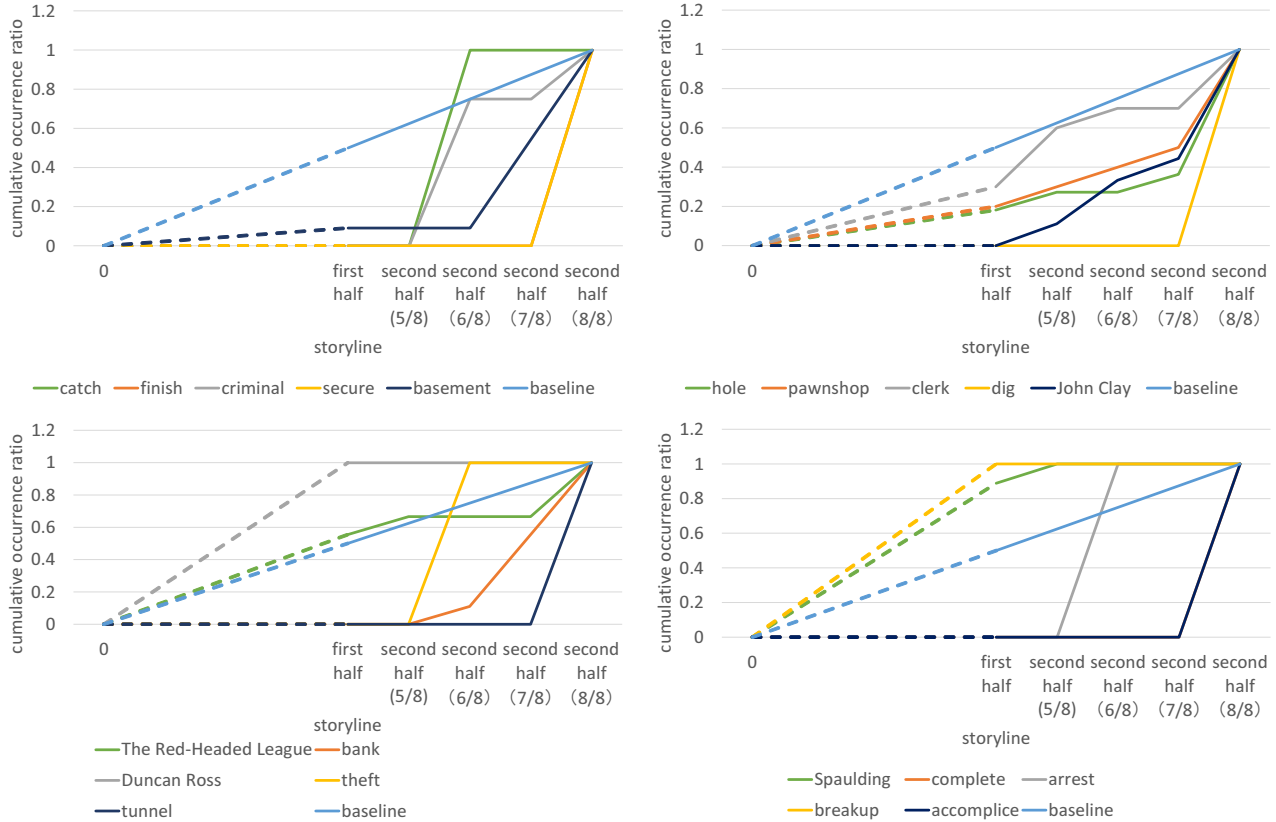 cumulative occurrence ratio
1.2
1
0.8
0.6
0.4
0.2
0
0
first half
second half (5/8)
second half （6/8）
second half （7/8）
second half （8/8）
storyline
catch finish criminal secure basement baseline
cumulative occurrence ratio
1.2
1
0.8
0.6
0.4
0.2
0
0
first half
second half (5/8)
second half （6/8）
second half （7/8）
second half （8/8）
storyline
hole pawnshop clerk dig John Clay baseline
cumulative occurrence ratio
1.2
1
0.8
0.6
0.4
0.2
0
0
first half
second half (5/8)
second half （6/8）
second half （7/8）
second half （8/8）
storyline
The Red-Headed League bank
Duncan Ross theft
tunnel baseline
cumulative occurrence ratio
1.2
1
0.8
0.6
0.4
0.2
0
0
first half
second half (5/8)
second half （6/8）
second half （7/8）
second half （8/8）
storyline
Spaulding complete arrest
breakup accomplice baseline